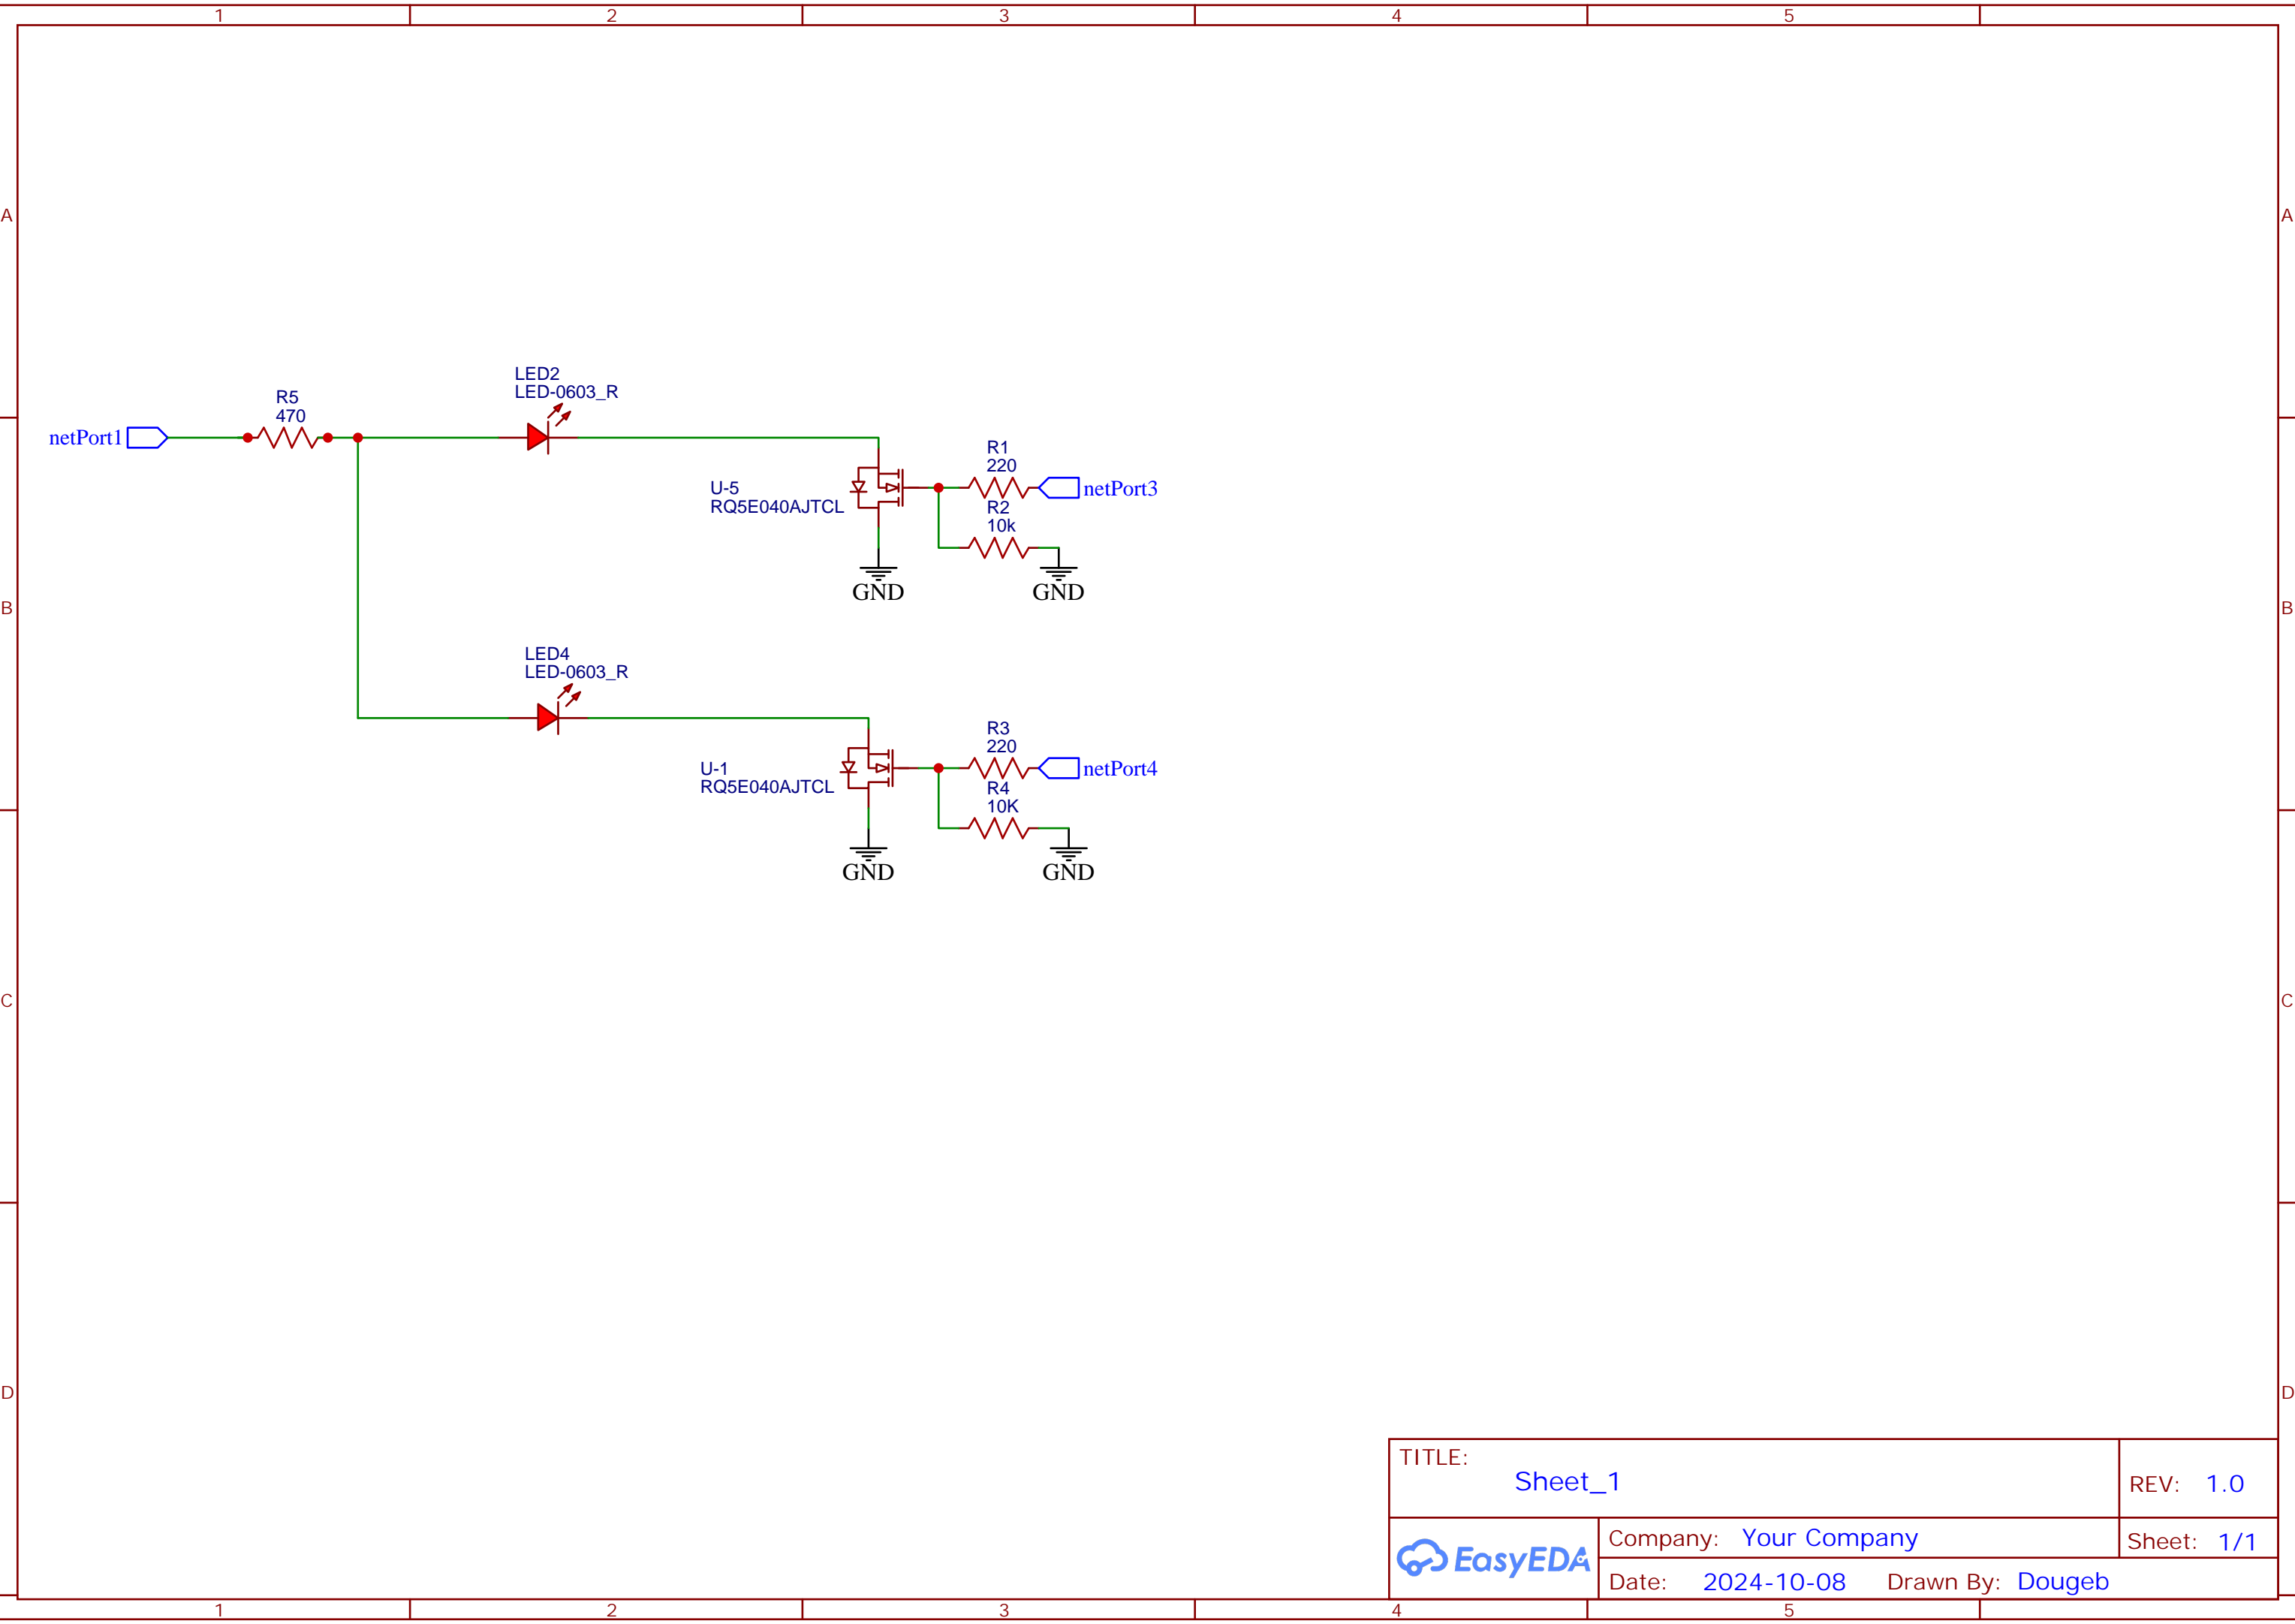 1 2 3 4 5
A A
LED2
LED-0603_R
R5
470
netPort1
R1
220
netPort3
U-5
RQ5E040AJTCL
R2
10k
GND GND
B B
LED4
LED-0603_R
R3
220
netPort4
U-1
RQ5E040AJTCL
R4
10K
GND GND
C C
D D
TITLE:
Sheet_1
REV: 1.0
EasyEDA
Company: Your Company
Sheet: 1/1
Date: 2024-10-08 Drawn By: Dougeb
1 2 3 4 5